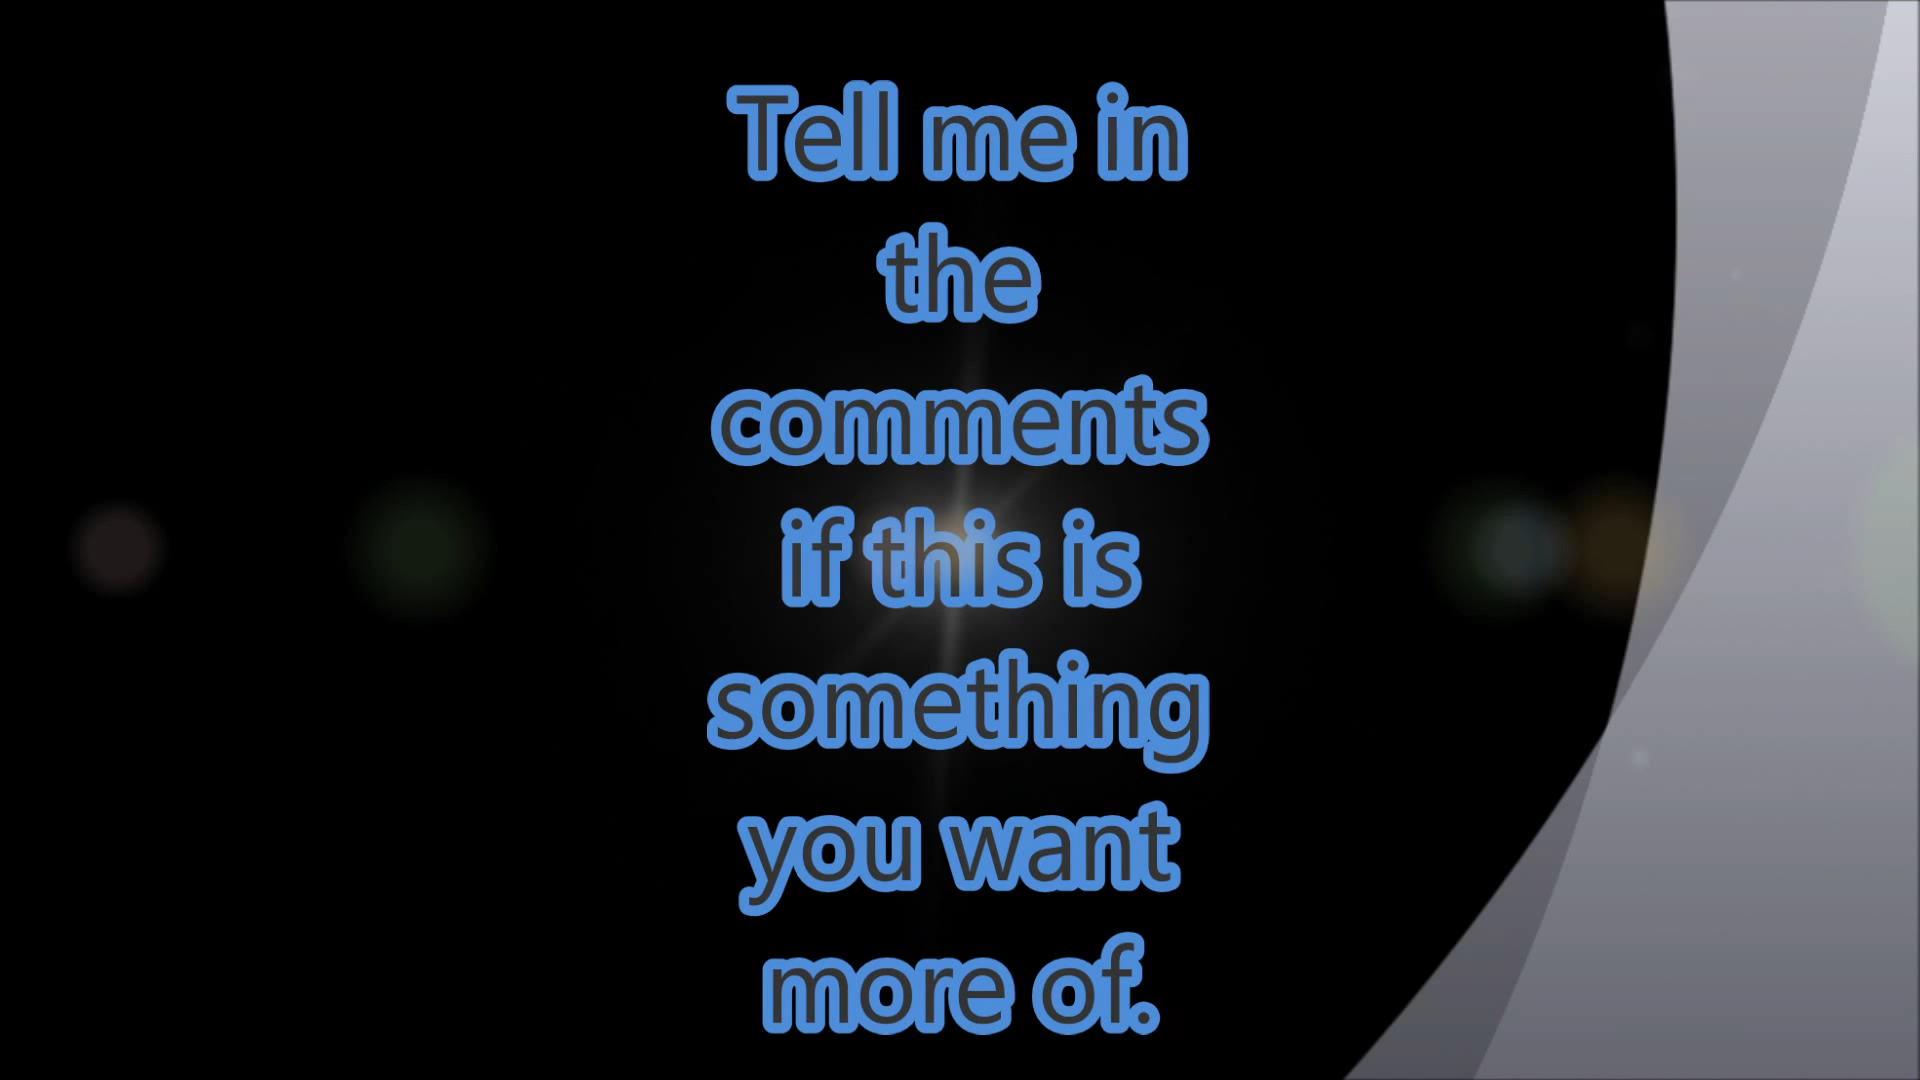 Tell me in
the
comments
if this is
something
you want
more of.